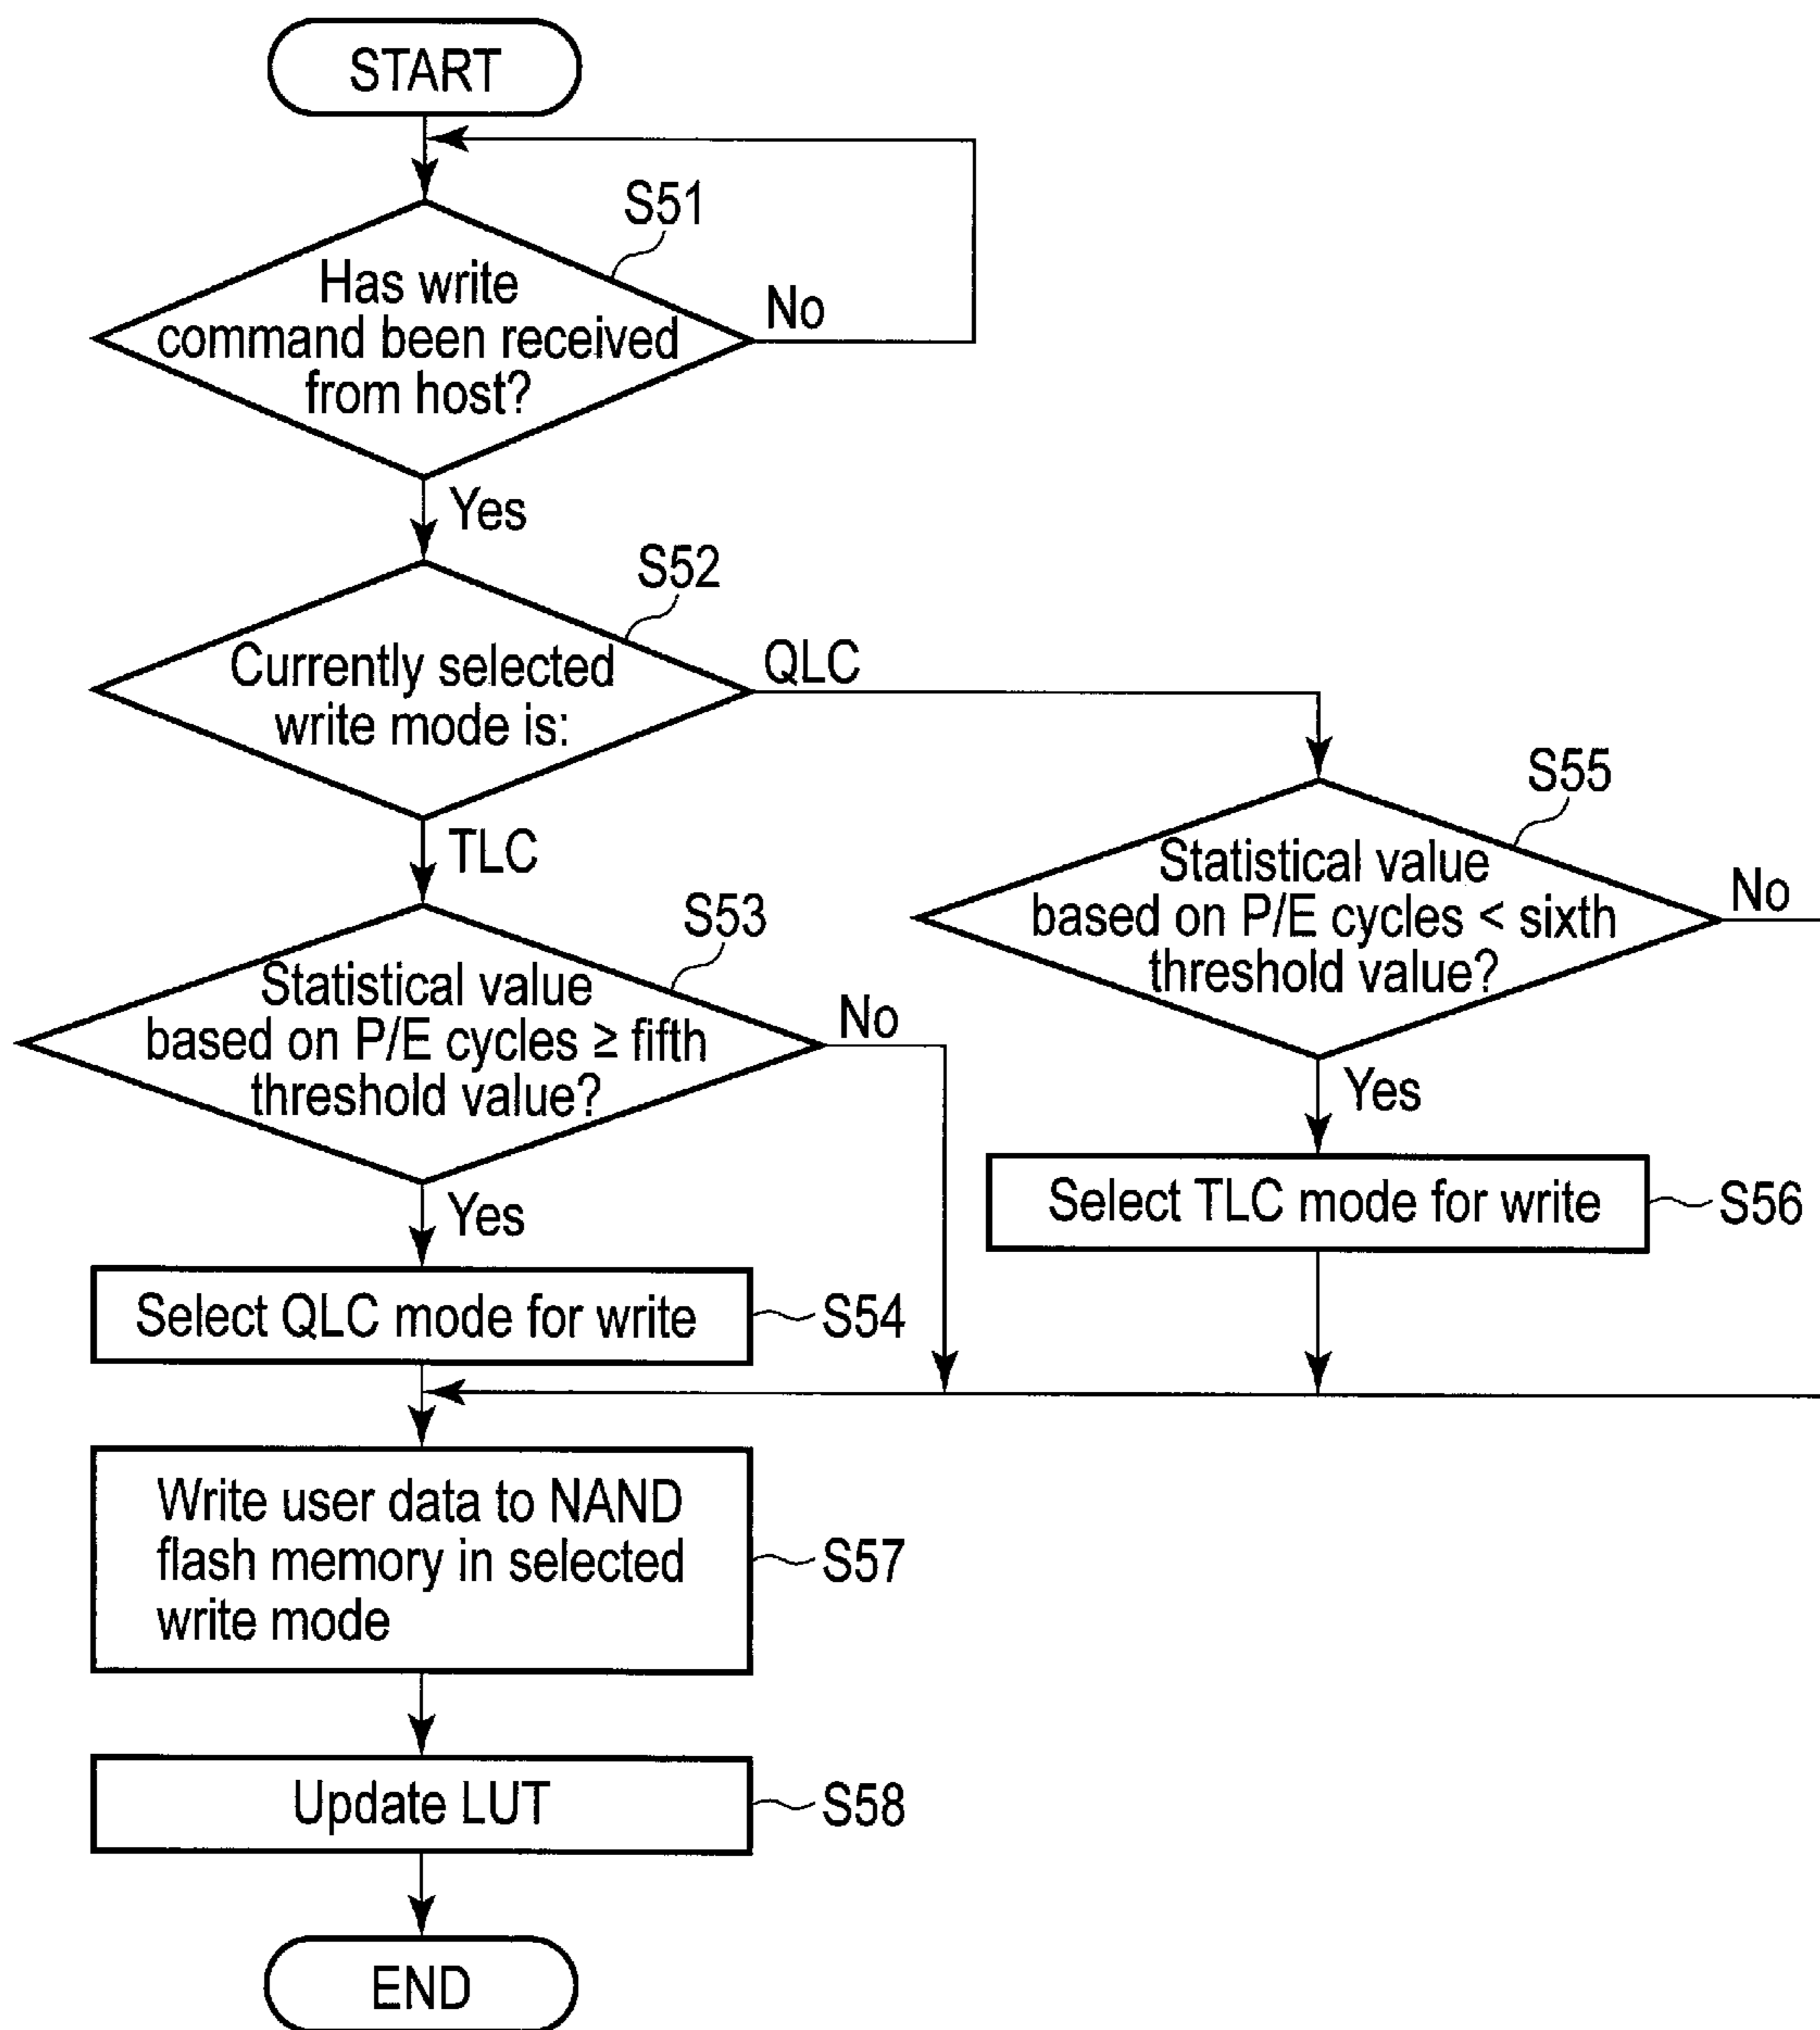 START
S51
Has write
command been received
from host?
No
Yes
S52
Currently selected
write mode is:
QLC
TLC
S55
Statistical value
based on P/E cycles < sixth
threshold value?
No
Yes
S53
Statistical value
based on P/E cycles ≥ fifth
threshold value?
No
Yes
Select TLC mode for write
S56
Select QLC mode for write
S54
Write user data to NAND
flash memory in selected
write mode
S57
Update LUT
S58
END